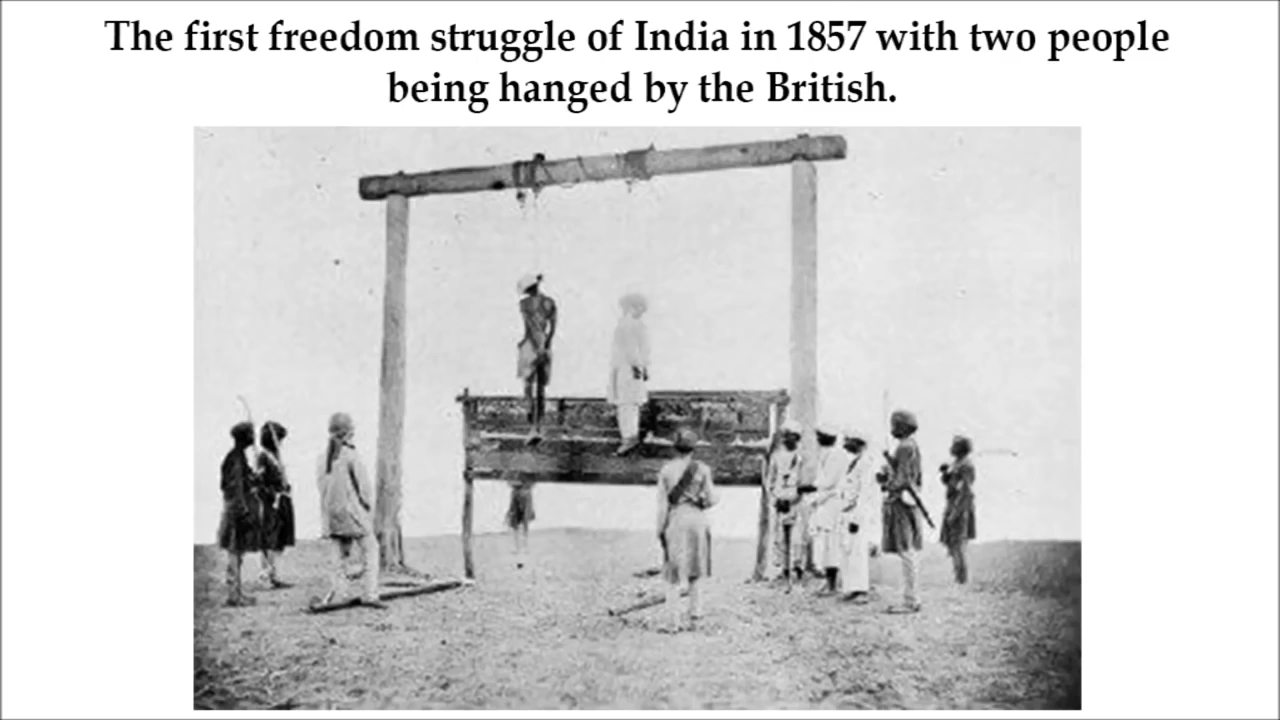 The first freedom struggle of India in 1857 with two people
being hanged by the British.